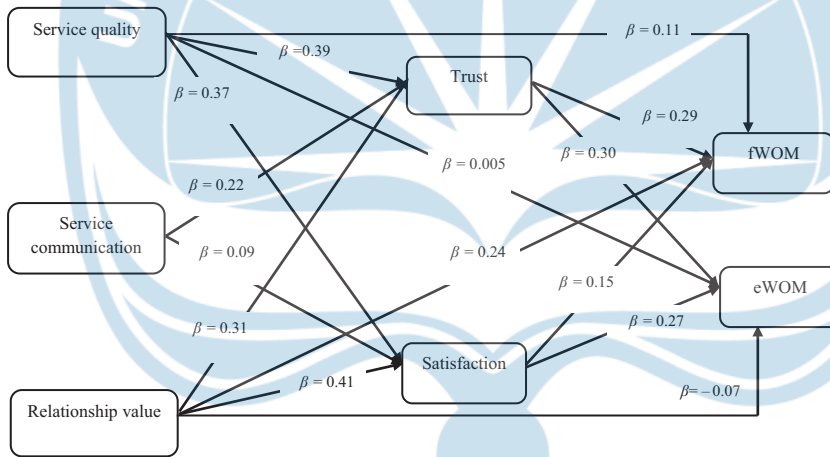 Service quality
β = 0.11
β =0.39
Trust
β = 0.37
β = 0.29
fWOM
β = 0.005
β = 0.30
β = 0.22
Service
communication
β = 0.09
β = 0.24
β = 0.15
eWOM
β = 0.31
β = 0.27
Satisfaction
β = 0.41
β= – 0.07
Relationship value